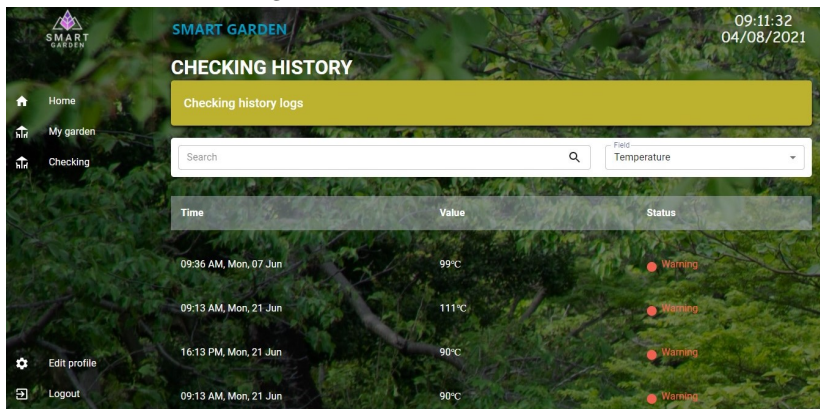 SMART
GARDEN
SMART GARDEN
09:11:32
04/08/2021
CHECKING HISTORY
Home
My garden
Checking
Edit profile
Logout
Checking history logs
Search
Field
Temperature
Time Value Status
09:36 AM, Mon, 07 Jun 99°C Warning
09:13 AM, Mon, 21 Jun 111°C Warning
16:13 PM, Mon, 21 Jun 90°C Warning
09:13 AM, Mon, 21 Jun 90°C Warning